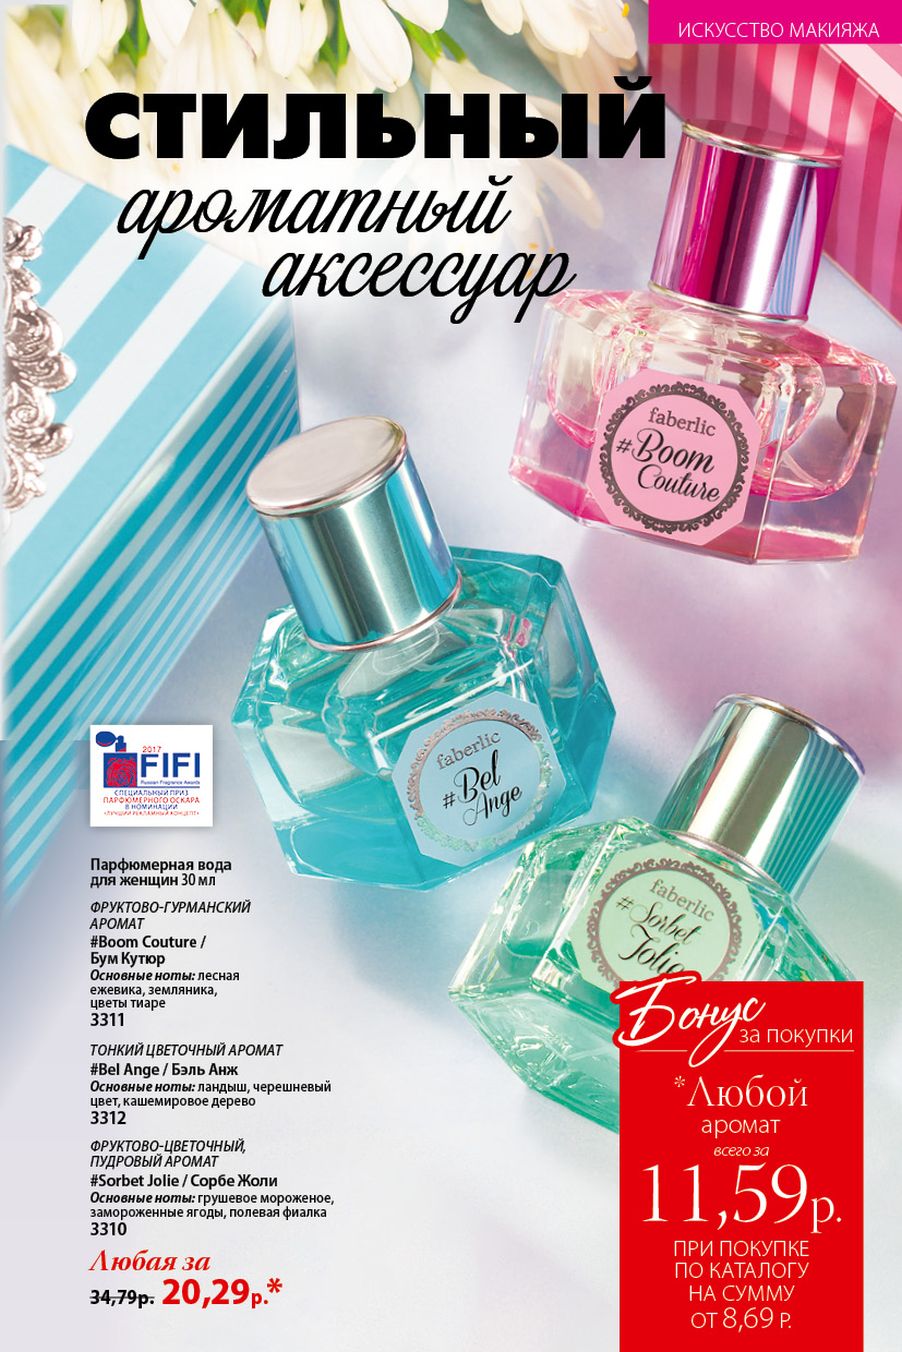 ИСКУССТВО МАКИЯЖА
СТИЛЬНЫЙ
ароматный
аксессуар
faberlic
#Boom
Couture
faberlic
#Bel
Ange
faberlic
#Sorbet
Jolie
2017
FIFI
Russian Fragrance Awards
СПЕЦИАЛЬНЫЙ ПРИЗ
ПАРФЮМЕРНОГО ОСКАРА
В НОМИНАЦИИ
«ЛУЧШИЙ РЕКЛАМНЫЙ КОНЦЕПТ»
Парфюмерная вода
для женщин 30 мл
ФРУКТОВО-ГУРМАНСКИЙ
АРОМАТ
#Boom Couture /
Бум Кутюр
Основные ноты: лесная
ежевика, земляника,
цветы тиаре
3311
ТОНКИЙ ЦВЕТОЧНЫЙ АРОМАТ
#Bel Ange / Бэль Анж
Основные ноты: ландыш, черешневый
цвет, кашемировое дерево
3312
ФРУКТОВО-ЦВЕТОЧНЫЙ,
ПУДРОВЫЙ АРОМАТ
#Sorbet Jolie / Сорбе Жоли
Основные ноты: грушевое мороженое,
замороженные ягоды, полевая фиалка
3310
Любая за
34,79р. 20,29р.*
Бонус
за покупки
*Любой
аромат
всего за
11,59р.
ПРИ ПОКУПКЕ
ПО КАТАЛОГУ
НА СУММУ
ОТ 8,69 Р.